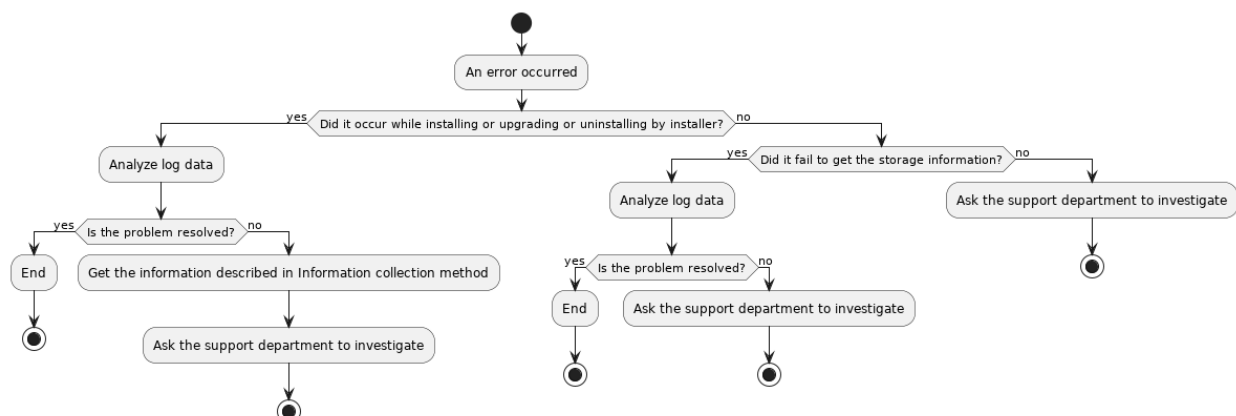 An error occurred
yes
Did it occur while installing or upgrading or uninstalling by installer?
no
Analyze log data
yes
Did it fail to get the storage information?
no
Analyze log data
Ask the support department to investigate
yes
Is the problem resolved?
no
End
Get the information described in Information collection method
yes
Is the problem resolved?
no
End
Ask the support department to investigate
Ask the support department to investigate